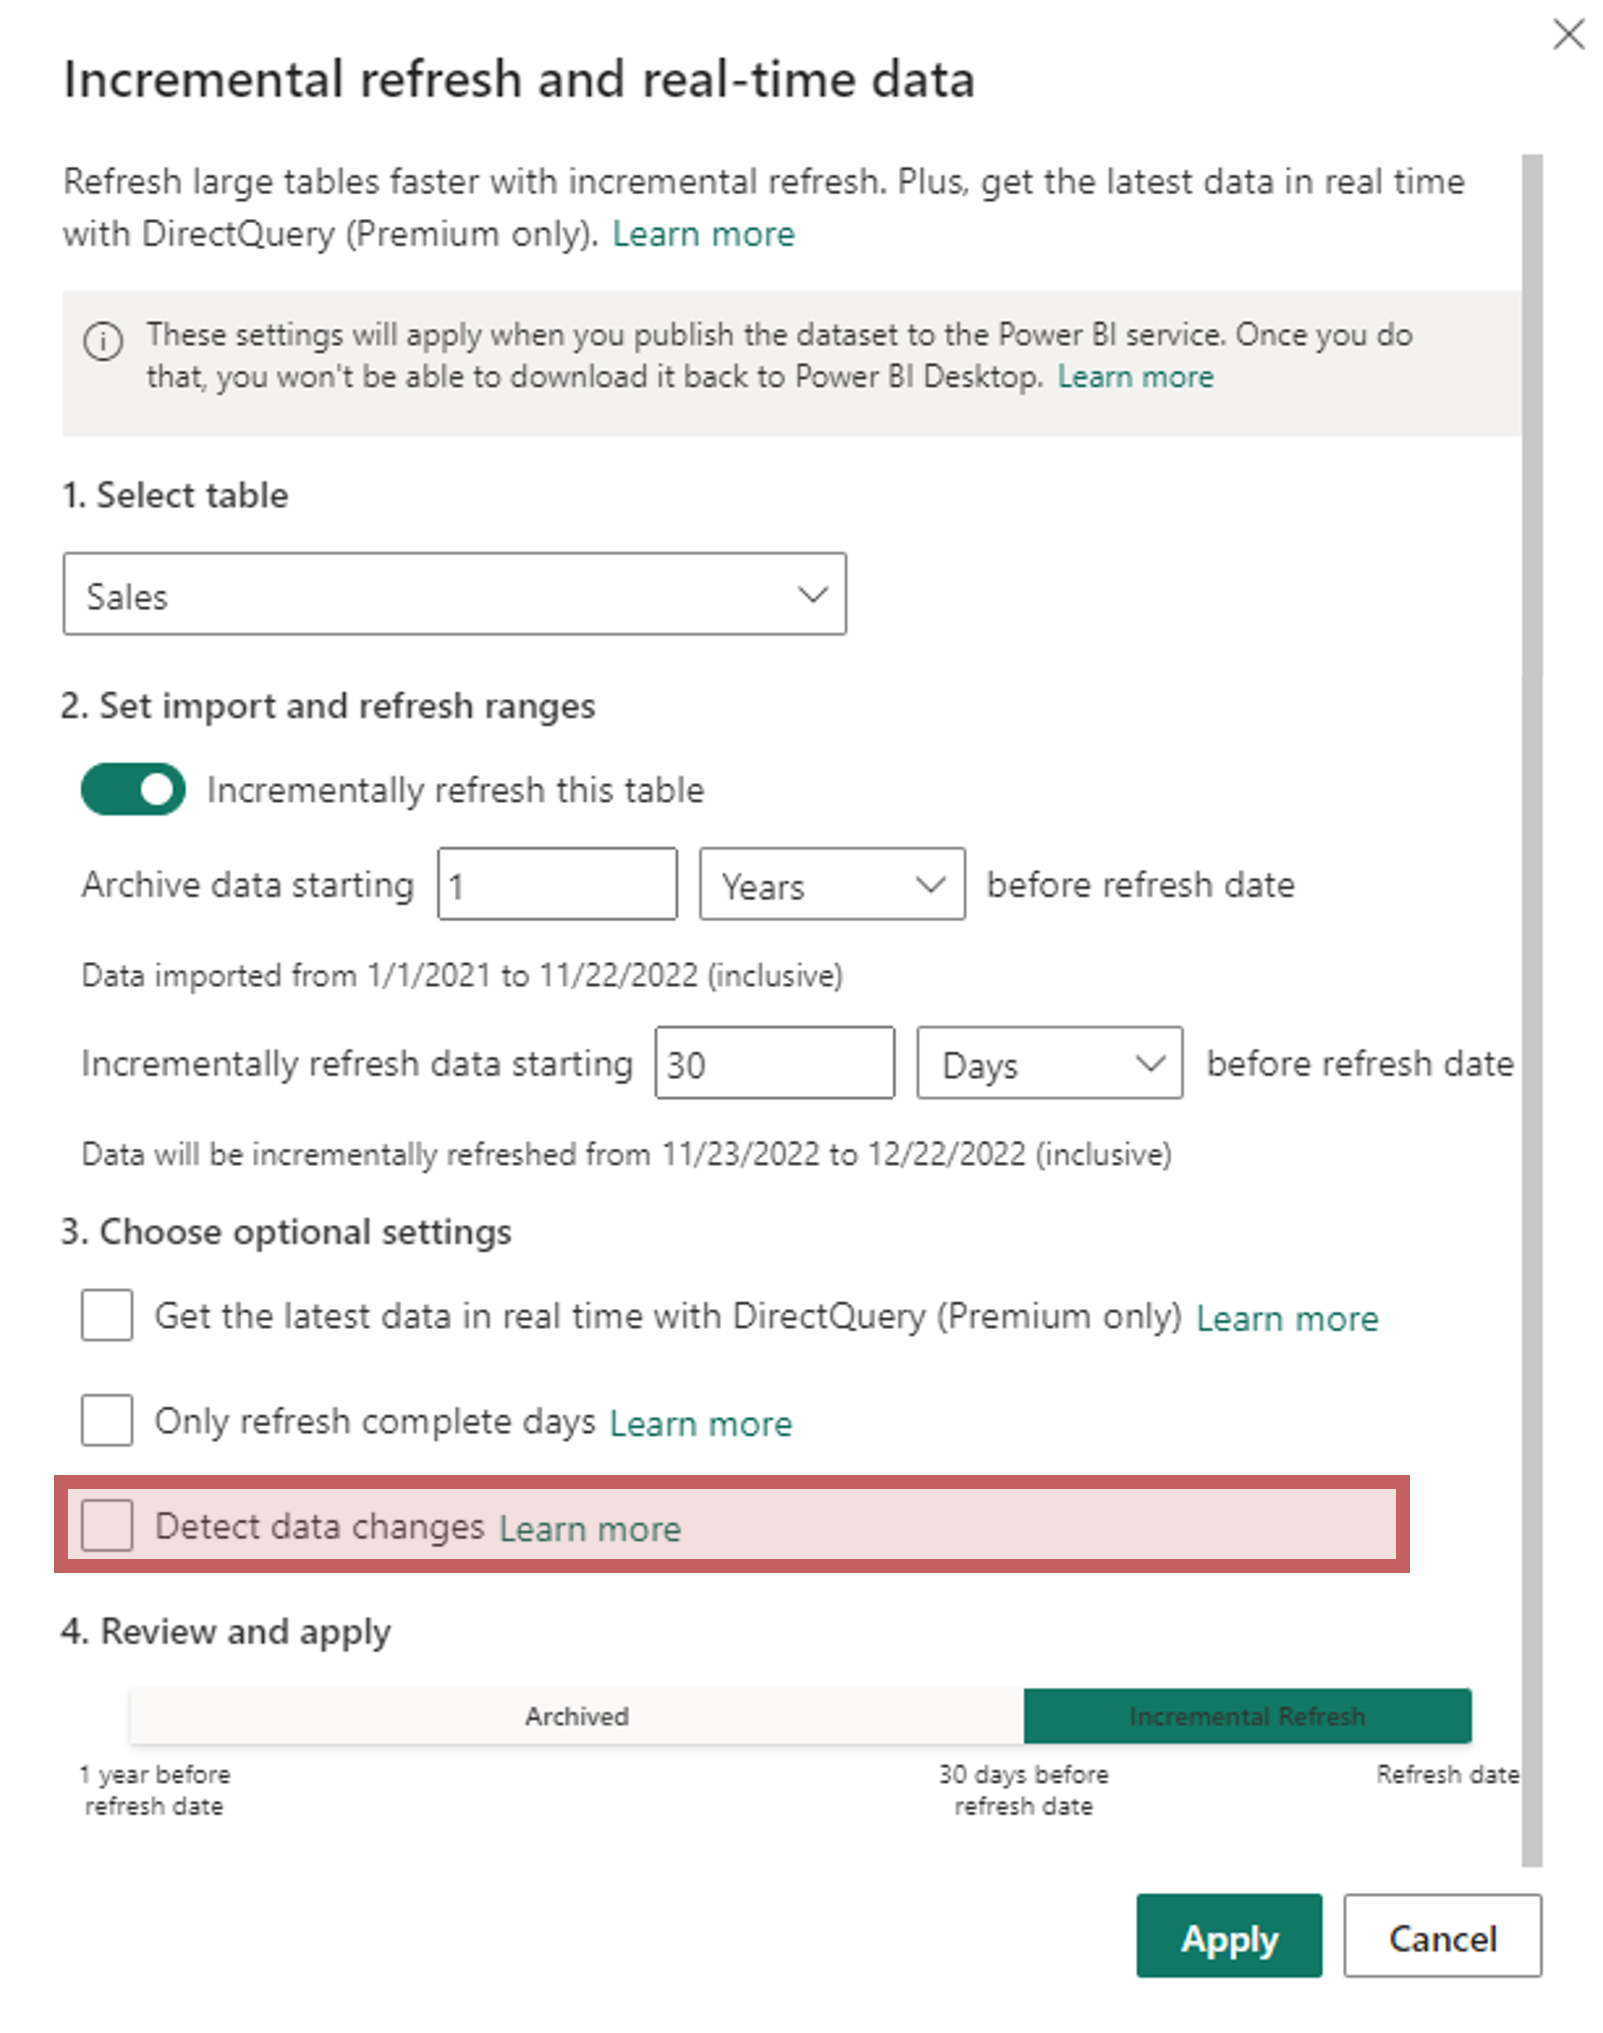 Incremental refresh and real-time data
Refresh large tables faster with incremental refresh. Plus, get the latest data in real time
with DirectQuery (Premium only). Learn more
These settings will apply when you publish the dataset to the Power BI service. Once you do
that, you won't be able to download it back to Power BI Desktop. Learn more
1. Select table
Sales
2. Set import and refresh ranges
Incrementally refresh this table
Archive data starting 1 Years before refresh date
Data imported from 1/1/2021 to 11/22/2022 (inclusive)
Incrementally refresh data starting 30 Days before refresh date
Data will be incrementally refreshed from 11/23/2022 to 12/22/2022 (inclusive)
3. Choose optional settings
Get the latest data in real time with DirectQuery (Premium only) Learn more
Only refresh complete days Learn more
Detect data changes Learn more
4. Review and apply
Archived Incremental Refresh
1 year before 30 days before Refresh date
refresh date refresh date
Apply Cancel